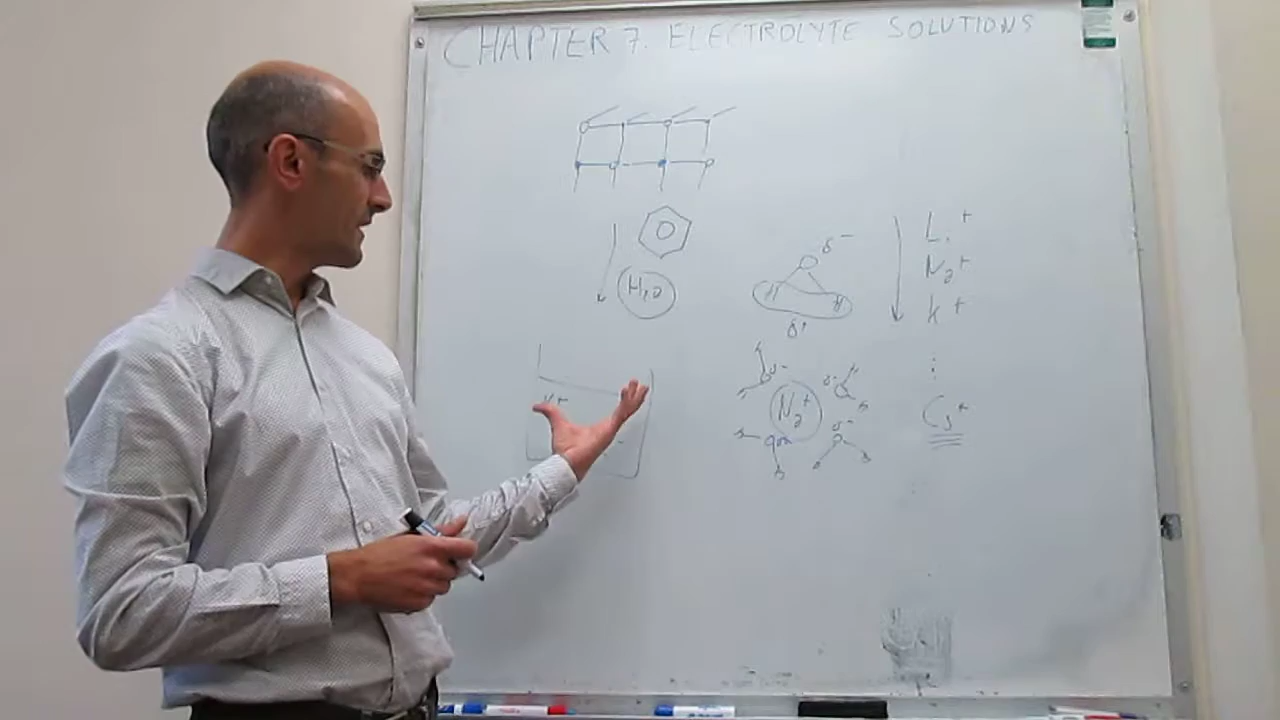 CHAPTER 7. ELECTROLYTE SOLUTIONS
H2O
δ-
H H
δ+
Li+
Na+
K+
⋮
Cs+
δ-
δ-
Na+
δ-